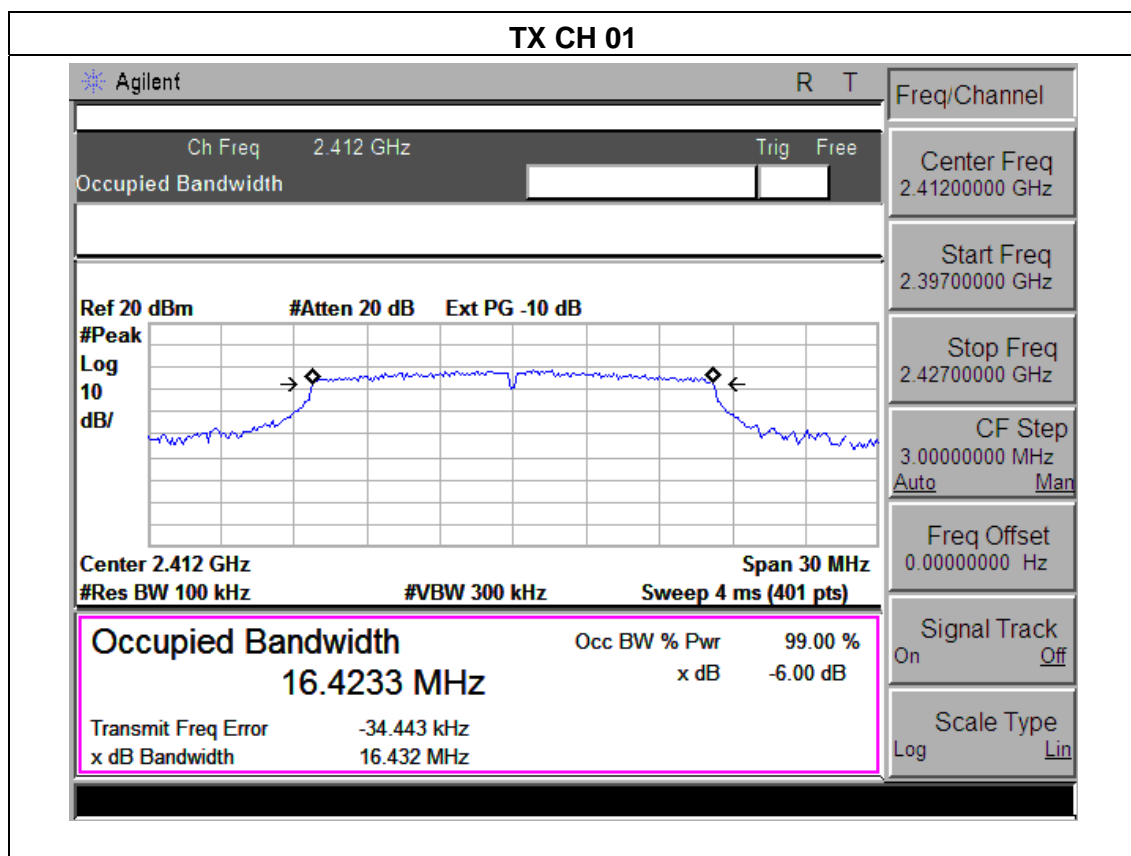 TX CH 01
Agilent R T
Freq/Channel
Ch Freq 2.412 GHz Trig Free
Occupied Bandwidth
Center Freq
2.41200000 GHz
Start Freq
2.39700000 GHz
Stop Freq
2.42700000 GHz
CF Step
3.00000000 MHz
Auto Man
Freq Offset
0.00000000 Hz
Signal Track
On Off
Scale Type
Log Lin
Ref 20 dBm #Atten 20 dB Ext PG -10 dB
#Peak
Log
10
dB/
Center 2.412 GHz Span 30 MHz
#Res BW 100 kHz #VBW 300 kHz Sweep 4 ms (401 pts)
Occupied Bandwidth Occ BW % Pwr 99.00 %
16.4233 MHz x dB -6.00 dB
Transmit Freq Error -34.443 kHz
x dB Bandwidth 16.432 MHz